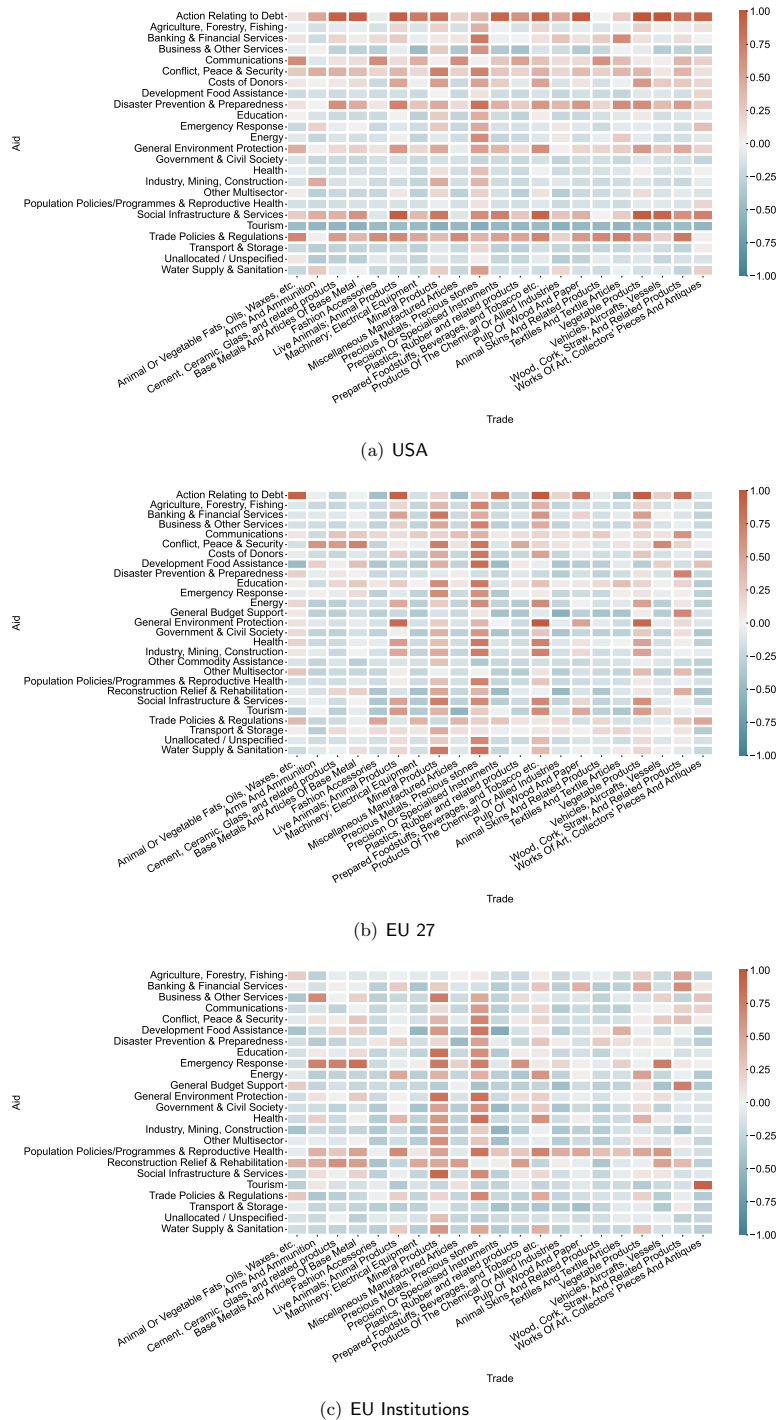 Action Relating to Debt
Agriculture, Forestry, Fishing
Banking & Financial Services
Business & Other Services
Communications
Conflict, Peace & Security
Costs of Donors
Development Food Assistance
Disaster Prevention & Preparedness
Education
Emergency Response
Energy
General Environment Protection
Government & Civil Society
Health
Industry, Mining, Construction
Other Multisector
Population Policies/Programmes & Reproductive Health
Social Infrastructure & Services
Tourism
Trade Policies & Regulations
Transport & Storage
Unallocated / Unspecified
Water Supply & Sanitation
Aid
Animal Or Vegetable Fats, Oils, Waxes, etc.
Arms And Ammunition
Cement, Ceramic, Glass, and related products
Base Metals And Articles Of Base Metal
Fashion Accessories
Live Animals; Animal Products
Machinery; Electrical Equipment
Mineral Products
Miscellaneous Manufactured Articles
Precious Metals, Precious stones
Precision Or Specialised Instruments
Plastics, Rubber and related products
Prepared Foodstuffs, Beverages, and Tobacco etc.
Products Of The Chemical Or Allied Industries
Pulp Of Wood And Paper
Animal Skins And Related Products
Textiles And Textile Articles
Vegetable Products
Vehicles, Aircrafts, Vessels
Wood, Cork, Straw, And Related Products
Works Of Art, Collectors' Pieces And Antiques
Trade
1.00
0.75
0.50
0.25
0.00
−0.25
−0.50
−0.75
−1.00
(a) USA
Action Relating to Debt
Agriculture, Forestry, Fishing
Banking & Financial Services
Business & Other Services
Communications
Conflict, Peace & Security
Costs of Donors
Development Food Assistance
Disaster Prevention & Preparedness
Education
Emergency Response
Energy
General Budget Support
General Environment Protection
Government & Civil Society
Health
Industry, Mining, Construction
Other Commodity Assistance
Other Multisector
Population Policies/Programmes & Reproductive Health
Reconstruction Relief & Rehabilitation
Social Infrastructure & Services
Tourism
Trade Policies & Regulations
Transport & Storage
Unallocated / Unspecified
Water Supply & Sanitation
Aid
Animal Or Vegetable Fats, Oils, Waxes, etc.
Arms And Ammunition
Cement, Ceramic, Glass, and related products
Base Metals And Articles Of Base Metal
Fashion Accessories
Live Animals; Animal Products
Machinery; Electrical Equipment
Mineral Products
Miscellaneous Manufactured Articles
Precious Metals, Precious stones
Precision Or Specialised Instruments
Plastics, Rubber and related products
Prepared Foodstuffs, Beverages, and Tobacco etc.
Products Of The Chemical Or Allied Industries
Pulp Of Wood And Paper
Animal Skins And Related Products
Textiles And Textile Articles
Vegetable Products
Vehicles, Aircrafts, Vessels
Wood, Cork, Straw, And Related Products
Works Of Art, Collectors' Pieces And Antiques
Trade
1.00
0.75
0.50
0.25
0.00
−0.25
−0.50
−0.75
−1.00
(b) EU 27
Agriculture, Forestry, Fishing
Banking & Financial Services
Business & Other Services
Communications
Conflict, Peace & Security
Development Food Assistance
Disaster Prevention & Preparedness
Education
Emergency Response
Energy
General Budget Support
General Environment Protection
Government & Civil Society
Health
Industry, Mining, Construction
Other Multisector
Population Policies/Programmes & Reproductive Health
Reconstruction Relief & Rehabilitation
Social Infrastructure & Services
Tourism
Trade Policies & Regulations
Transport & Storage
Unallocated / Unspecified
Water Supply & Sanitation
Aid
Animal Or Vegetable Fats, Oils, Waxes, etc.
Arms And Ammunition
Cement, Ceramic, Glass, and related products
Base Metals And Articles Of Base Metal
Fashion Accessories
Live Animals; Animal Products
Machinery; Electrical Equipment
Mineral Products
Miscellaneous Manufactured Articles
Precious Metals, Precious stones
Precision Or Specialised Instruments
Plastics, Rubber and related products
Prepared Foodstuffs, Beverages, and Tobacco etc.
Products Of The Chemical Or Allied Industries
Pulp Of Wood And Paper
Animal Skins And Related Products
Textiles And Textile Articles
Vegetable Products
Vehicles, Aircrafts, Vessels
Wood, Cork, Straw, And Related Products
Works Of Art, Collectors' Pieces And Antiques
Trade
1.00
0.75
0.50
0.25
0.00
−0.25
−0.50
−0.75
−1.00
(c) EU Institutions